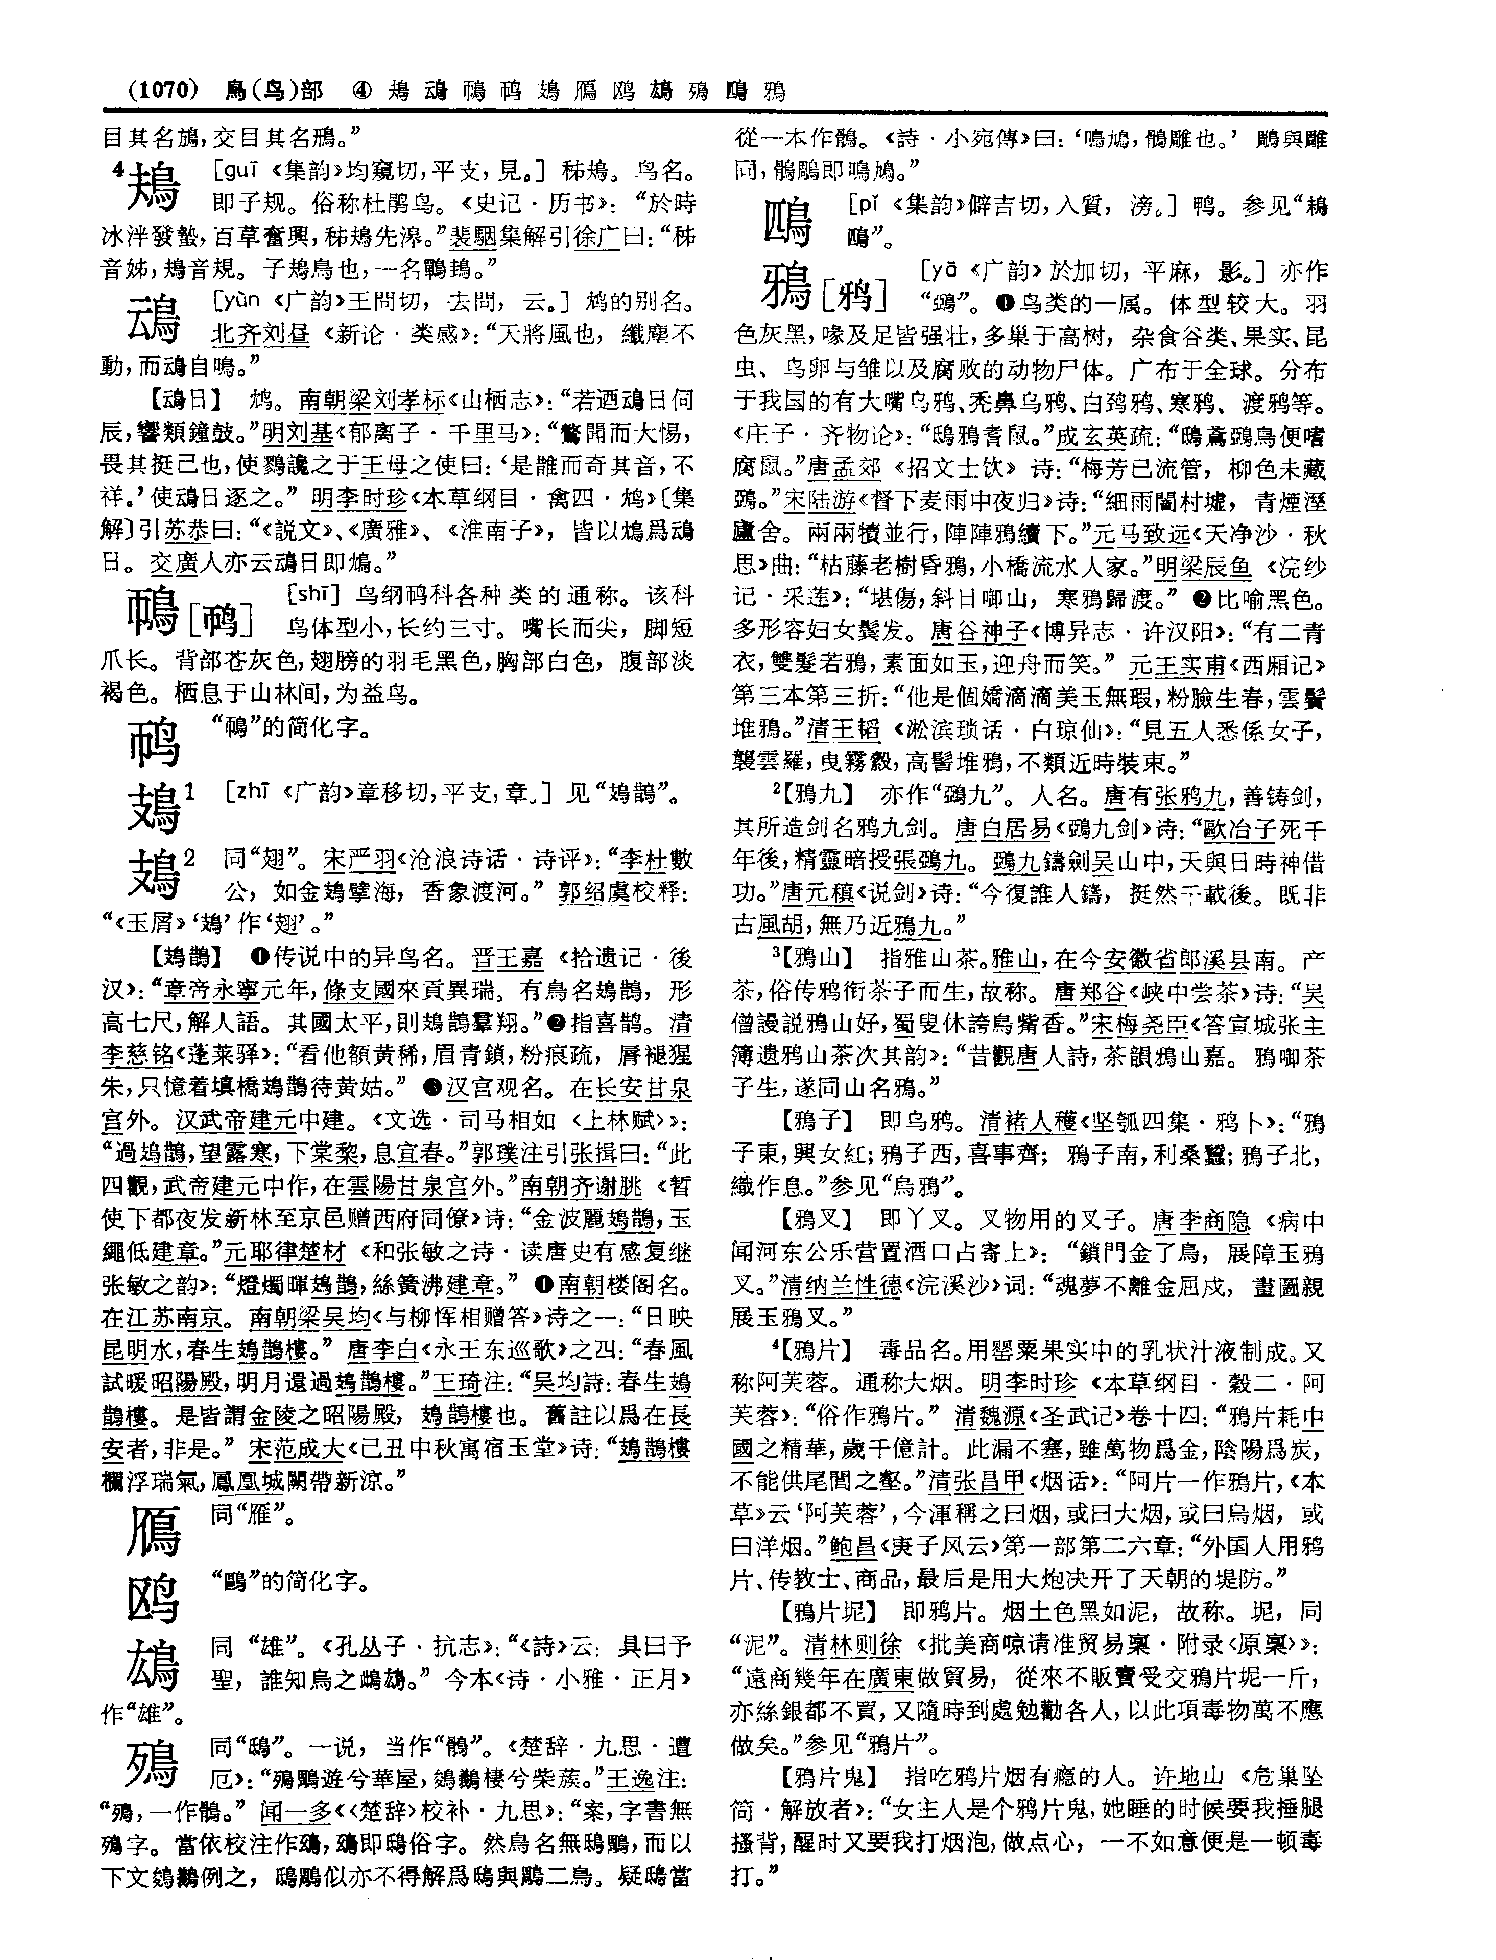 (1070) 鳥(鸟)部 ④ 鳺 䲰 鳾 䴓 鳷 鴈 鸥 䧺 䲵 鴄 鴉
目其名鴆,交目其名鴆。”
4鳺 [guī《集韵》均窺切,平支,見。] 秭鳺。鸟名。
即子规。俗称杜鹃鸟。《史记·历书》:“於時
冰泮發蟄,百草奮興,秭鳺先滜。”裴駰集解引徐广曰:“秭
音姊,鳺音規。子鳺鳥也,一名鷤鴂。”
䲰 [yùn《广韵》王問切,去問,云。] 鸩的别名。
北齐刘昼《新论·类感》:“天將風也,纖塵不
動,而䲰自鳴。”
【䲰日】 鸩。南朝梁刘孝标《山栖志》:“若迺䲰日伺
辰,響類鐘鼓。”明刘基《郁离子·千里马》:“鷩聞而大惕,
畏其挺己也,使鷚讒之于王母之使曰:‘是鵻而奇其音,不
祥。’使䲰日逐之。”明李时珍《本草纲目·禽四·鸩》〔集
解〕引苏恭曰:“《説文》、《廣雅》、《淮南子》,皆以鴆爲䲰
日。交廣人亦云䲰日即鴆。”
鳾[䴓] [shī] 鸟纲䴓科各种类的通称。该科
鸟体型小,长约三寸。嘴长而尖,脚短
爪长。背部苍灰色,翅膀的羽毛黑色,胸部白色,腹部淡
褐色。栖息于山林间,为益鸟。
䴓 “鳾”的简化字。
鳷1 [zhī《广韵》章移切,平支,章。] 见“鳷鹊”。
鳷2 同“翅”。宋严羽《沧浪诗话·诗评》:“李杜數
公,如金鳷擘海,香象渡河。”郭绍虞校释:
“《玉屑》‘鳷’作‘翅’。”
【鳷鵲】 ❶传说中的异鸟名。晋王嘉《拾遗记·後
汉》:“章帝永寧元年,條支國來貢異瑞。有鳥名鳷鵲,形
高七尺,解人語。其國太平,則鳷鵲羣翔。”❷指喜鹊。清
李慈铭《蓬莱驿》:“看他額黄稀,眉青鎖,粉痕疏,脣褪猩
朱,只憶着填橋鳷鵲待黄姑。”❸汉宫观名。在长安甘泉
宫外。汉武帝建元中建。《文选·司马相如〈上林赋〉》:
“過鳷鵲,望露寒,下棠棃,息宜春。”郭璞注引张揖曰:“此
四觀,武帝建元中作,在雲陽甘泉宫外。”南朝齐谢朓《暂
使下都夜发新林至京邑赠西府同僚》诗:“金波麗鳷鵲,玉
繩低建章。”元耶律楚材《和张敏之诗·读唐史有感复继
张敏之韵》:“燈燭暉鳷鵲,絲簧沸建章。”❹南朝楼阁名。
在江苏南京。南朝梁吴均《与柳恽相赠答》诗之一:“日映
昆明水,春生鳷鵲樓。”唐李白《永王东巡歌》之四:“春風
試暖昭陽殿,明月還過鳷鵲樓。”王琦注:“吴均詩:春生鳷
鵲樓。是皆謂金陵之昭陽殿,鳷鵲樓也。舊註以爲在長
安者,非是。”宋范成大《己丑中秋寓宿玉堂》诗:“鳷鵲樓
欄浮瑞氣,鳳凰城闕帶新凉。”
鴈 同“雁”。
鸥 “鷗”的简化字。
䧺 同“雄”。《孔丛子·抗志》:“《詩》云:具曰予
聖,誰知烏之鴜䧺。”今本《诗·小雅·正月》
作“雄”。
䲵 同“鴟”。一说,当作“鶻”。《楚辞·九思·遭
厄》:“䲵鵰遊兮華屋,鵕鸃棲兮柴蔟。”王逸注:
“䲵,一作鶻。”闻一多《〈楚辞〉校补·九思》:“案,字書無
䲵字。當依校注作鵄,鵄即鴟俗字。然鳥名無鴟鵰,而以
下文鵕鸃例之,鴟鵰似亦不得解爲鴟與鵰二鳥。疑鴟當
從一本作鶻。《詩·小宛傳》曰:‘鳴鳩,鶻雕也。’鵰與雕
同,鶻鵰即鳴鳩。”
鴄 [pǐ《集韵》僻吉切,入質,滂。] 鸭。参见“鶔
鴄”。
鴉[鸦] [yā《广韵》於加切,平麻,影。] 亦作
“鵶”。❶鸟类的一属。体型较大。羽
色灰黑,喙及足皆强壮,多巢于高树,杂食谷类、果实、昆
虫、鸟卵与雏以及腐败的动物尸体。广布于全球。分布
于我国的有大嘴乌鸦、秃鼻乌鸦、白鸹鸦、寒鸦、渡鸦等。
《庄子·齐物论》:“鴟鴉耆鼠。”成玄英疏:“鴟鳶鵶鳥便嗜
腐鼠。”唐孟郊《招文士饮》诗:“梅芳已流管,柳色未藏
鵶。”宋陆游《督下麦雨中夜归》诗:“細雨闇村墟,青煙溼
廬舍。兩兩犢並行,陣陣鴉續下。”元马致远《天净沙·秋
思》曲:“枯藤老樹昏鴉,小橋流水人家。”明梁辰鱼《浣纱
记·采莲》:“堪傷,斜日啣山,寒鴉歸渡。”❷比喻黑色。
多形容妇女鬓发。唐谷神子《博异志·许汉阳》:“有二青
衣,雙髮若鴉,素面如玉,迎舟而笑。”元王实甫《西厢记》
第三本第三折:“他是個嬌滴滴美玉無瑕,粉臉生春,雲鬢
堆鴉。”清王韬《淞滨琐话·白琼仙》:“見五人悉係女子,
襲雲羅,曳霧縠,高髻堆鴉,不類近時裝束。”
2【鴉九】 亦作“鵶九”。人名。唐有张鸦九,善铸剑,
其所造剑名鸦九剑。唐白居易《鵶九剑》诗:“歐冶子死千
年後,精靈暗授張鵶九。鵶九鑄劍吴山中,天與日時神借
功。”唐元稹《说剑》诗:“今復誰人鑄,挺然千載後。既非
古風胡,無乃近鴉九。”
3【鴉山】 指雅山茶。雅山,在今安徽省郎溪县南。产
茶,俗传鸦衔茶子而生,故称。唐郑谷《峡中尝茶》诗:“吴
僧謾説鴉山好,蜀叟休誇鳥觜香。”宋梅尧臣《答宣城张主
簿遗鸦山茶次其韵》:“昔觀唐人詩,茶韻鴉山嘉。鴉啣茶
子生,遂同山名鴉。”
【鴉子】 即乌鸦。清褚人穫《坚瓠四集·鸦卜》:“鴉
子東,興女紅;鴉子西,喜事齊;鴉子南,利桑蠶;鴉子北,
織作息。”参见“烏鴉”。
【鴉叉】 即丫叉。叉物用的叉子。唐李商隐《病中
闻河东公乐营置酒口占寄上》:“鎖門金了鳥,展障玉鴉
叉。”清纳兰性德《浣溪沙》词:“魂夢不離金屈戍,畫圖親
展玉鴉叉。”
4【鴉片】 毒品名。用罂粟果实中的乳状汁液制成。又
称阿芙蓉。通称大烟。明李时珍《本草纲目·穀二·阿
芙蓉》:“俗作鴉片。”清魏源《圣武记》卷十四:“鴉片耗中
國之精華,歲千億計。此漏不塞,雖萬物爲金,陰陽爲炭,
不能供尾閭之壑。”清张昌甲《烟话》:“阿片一作鴉片,《本
草》云‘阿芙蓉’,今渾稱之曰烟,或曰大烟,或曰烏烟,或
曰洋烟。”鲍昌《庚子风云》第一部第二六章:“外国人用鸦
片、传教士、商品,最后是用大炮决开了天朝的堤防。”
【鴉片坭】 即鸦片。烟土色黑如泥,故称。坭,同
“泥”。清林则徐《批美商喼请准贸易稟·附录〈原稟〉》:
“遠商幾年在廣東做貿易,從來不販賣受交鴉片坭一斤,
亦絲銀都不買,又隨時到處勉勸各人,以此項毒物萬不應
做矣。”参见“鴉片”。
【鴉片鬼】 指吃鸦片烟有瘾的人。许地山《危巢坠
简·解放者》:“女主人是个鸦片鬼,她睡的时候要我捶腿
搔背,醒时又要我打烟泡,做点心,一不如意便是一顿毒
打。”